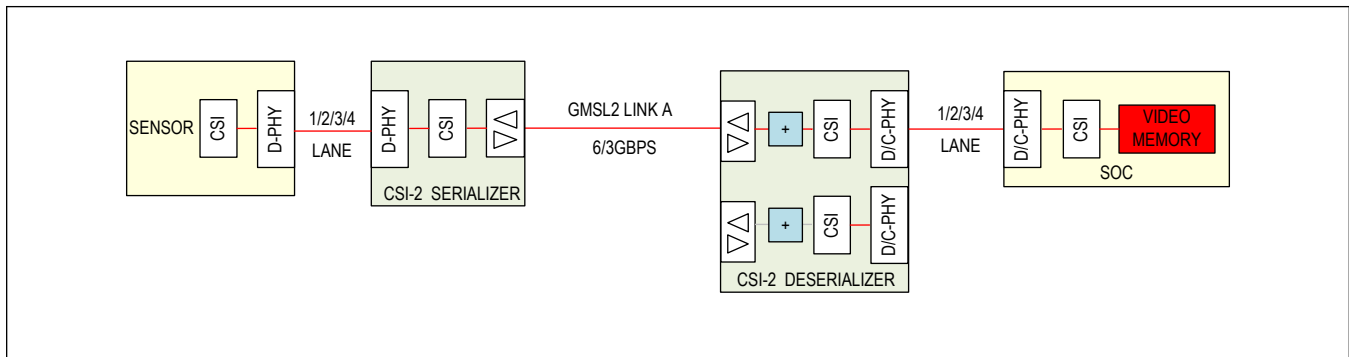 SENSOR
CSI
D-PHY
1/2/3/4
LANE
D-PHY
CSI
CSI-2 SERIALIZER
GMSL2 LINK A
6/3GBPS
+
CSI
D/C-PHY
+
CSI
D/C-PHY
CSI-2 DESERIALIZER
1/2/3/4
LANE
D/C-PHY
CSI
VIDEO
MEMORY
SOC